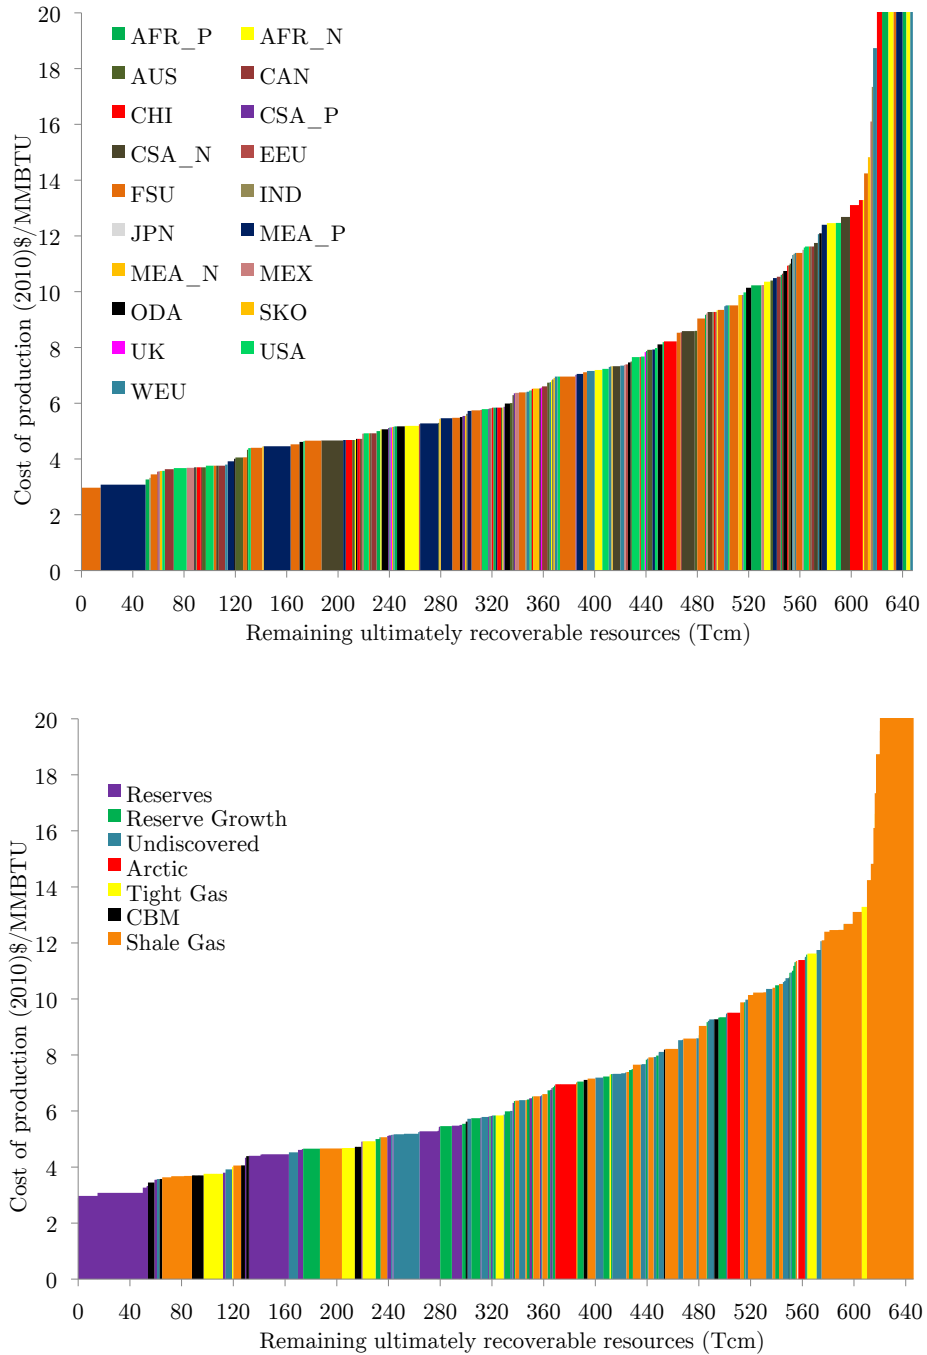 20
18
16
14
12
10
8
6
4
2
0
Cost of production (2010)$/MMBTU
AFR_P AFR_N
AUS CAN
CHI CSA_P
CSA_N EEU
FSU IND
JPN MEA_P
MEA_N MEX
ODA SKO
UK USA
WEU
0 40 80 120 160 200 240 280 320 360 400 440 480 520 560 600 640
Remaining ultimately recoverable resources (Tcm)
20
18
16
14
12
10
8
6
4
2
0
Cost of production (2010)$/MMBTU
Reserves
Reserve Growth
Undiscovered
Arctic
Tight Gas
CBM
Shale Gas
0 40 80 120 160 200 240 280 320 360 400 440 480 520 560 600 640
Remaining ultimately recoverable resources (Tcm)